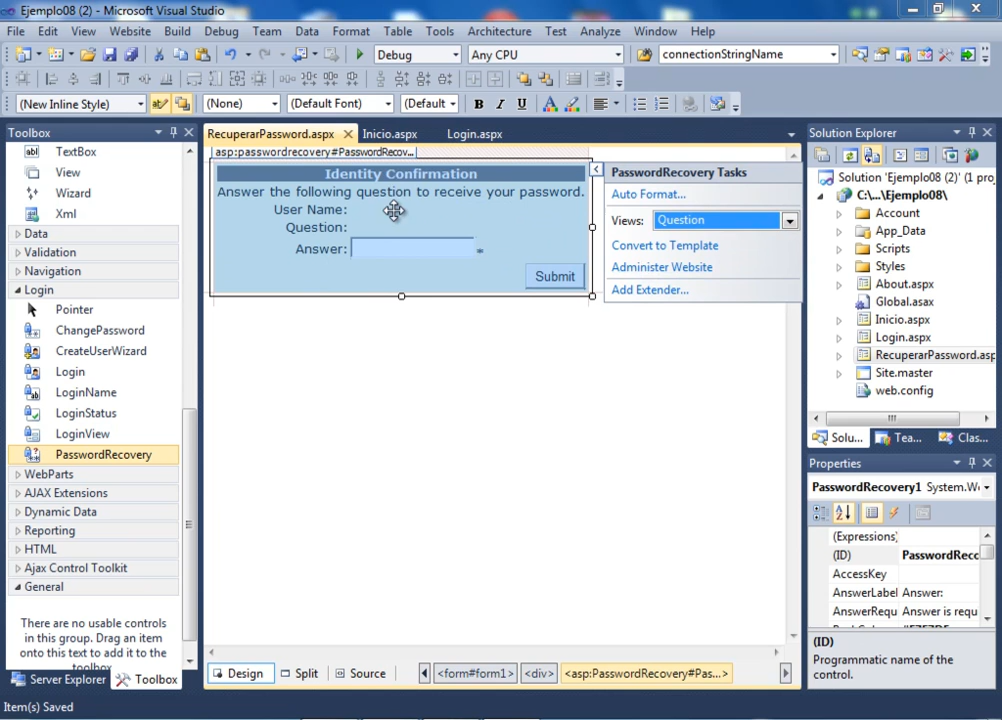 Ejemplo08 (2) - Microsoft Visual Studio
File Edit View Website Build Debug Team Data Format Table Tools Architecture Test Analyze Window Help
Debug Any CPU connectionStringName
(New Inline Style) (None) (Default Font) (Default B I U A
Toolbox
TextBox
View
Wizard
Xml
Data
Validation
Navigation
Login
Pointer
ChangePassword
CreateUserWizard
Login
LoginName
LoginStatus
LoginView
PasswordRecovery
WebParts
AJAX Extensions
Dynamic Data
Reporting
HTML
Ajax Control Toolkit
General
There are no usable controls
in this group. Drag an item
onto this text to add it to the
toolbox.
Server Explorer Toolbox
RecuperarPassword.aspx Inicio.aspx Login.aspx
asp:passwordrecovery#PasswordRecov...
Identity Confirmation
Answer the following question to receive your password.
User Name:
Question:
Answer: *
Submit
PasswordRecovery Tasks
Auto Format...
Views: Question
Convert to Template
Administer Website
Add Extender...
Design Split Source <form#form1> <div> <asp:PasswordRecovery#Pas...>
Solution Explorer
Solution 'Ejemplo08 (2)' (1 proj
C:\...\Ejemplo08\
Account
App_Data
Scripts
Styles
About.aspx
Global.asax
Inicio.aspx
Login.aspx
RecuperarPassword.asp
Site.master
web.config
Solu... Tea... Clas...
Properties
PasswordRecovery1 System.W
(Expressions)
(ID) PasswordReco
AccessKey
AnswerLabel Answer:
AnswerRequ Answer is requ
(ID)
Programmatic name of the
control.
Item(s) Saved